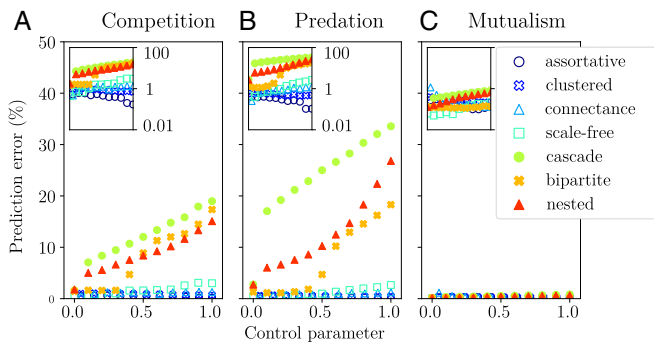 A Competition B Predation C Mutualism
50
40
30
20
10
0
Prediction error (%)
100
1
0.01
100
1
0.01
assortative
clustered
connectance
scale-free
cascade
bipartite
nested
0.0 0.5 1.0 0.0 0.5 1.0 0.0 0.5 1.0
Control parameter